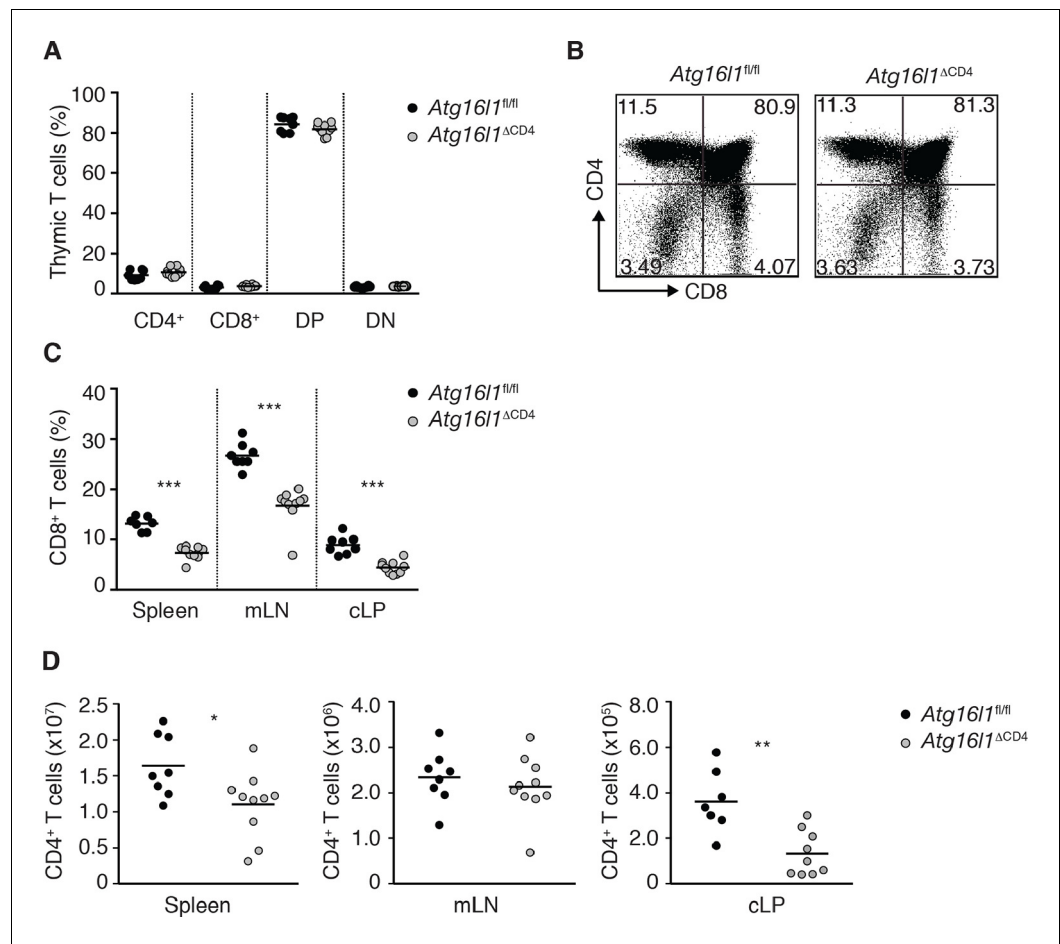 A
Thymic T cells (%)
100
80
60
40
20
0
CD4⁺ CD8⁺ DP DN
Atg16l1fl/fl
Atg16l1ΔCD4
B
Atg16l1fl/fl
Atg16l1ΔCD4
11.5 80.9
3.49 4.07
11.3 81.3
3.63 3.73
CD4
CD8
C
CD8⁺ T cells (%)
40
30
20
10
0
***
***
***
Spleen mLN cLP
Atg16l1fl/fl
Atg16l1ΔCD4
D
CD4⁺ T cells (x10⁷)
2.5
2.0
1.5
1.0
0.5
0
*
Spleen
CD4⁺ T cells (x10⁶)
4.0
3.0
2.0
1.0
0
mLN
CD4⁺ T cells (x10⁵)
8.0
6.0
4.0
2.0
0
**
cLP
Atg16l1fl/fl
Atg16l1ΔCD4